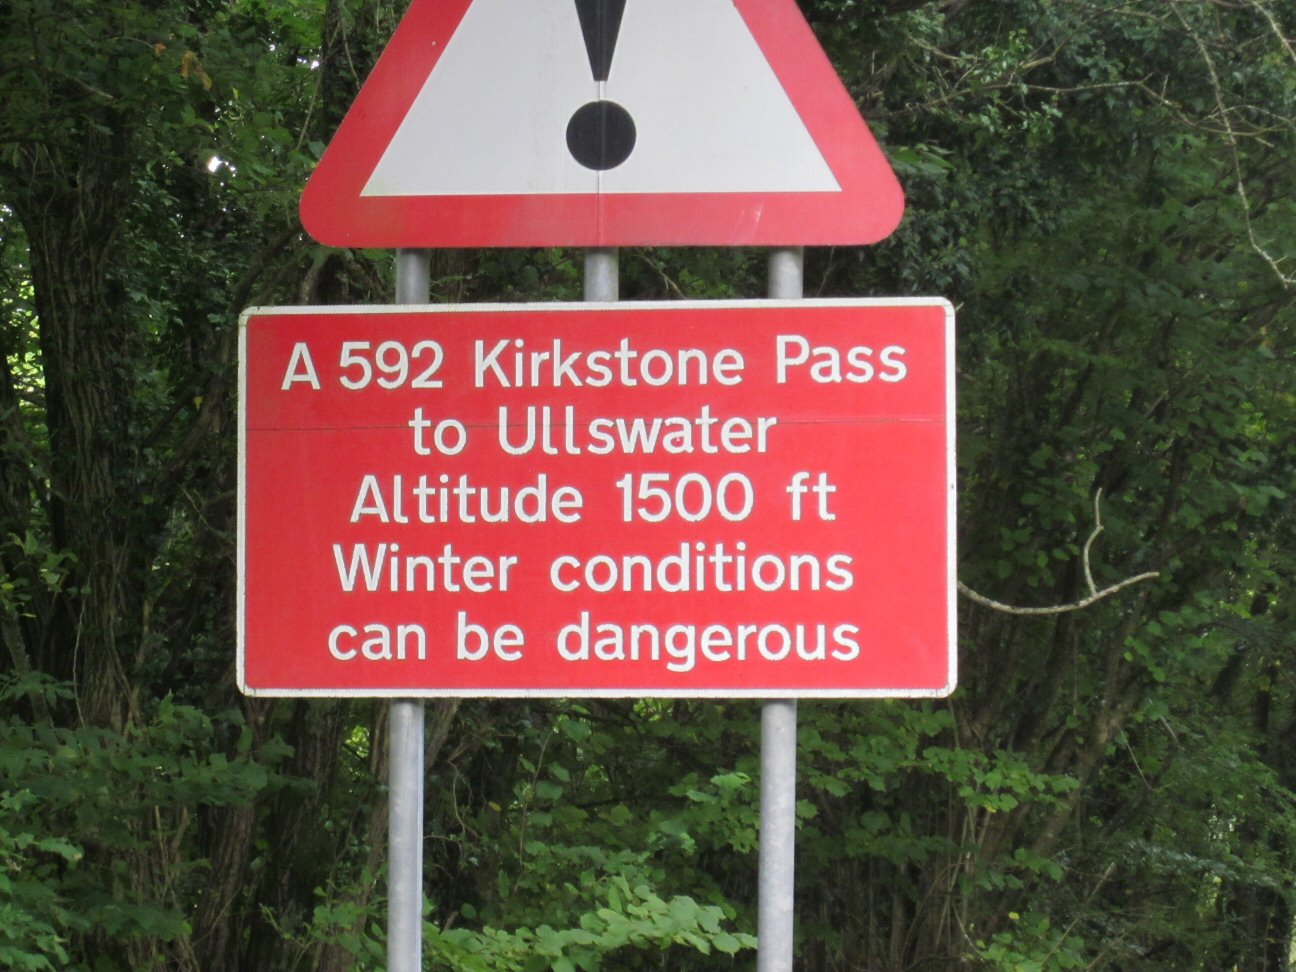 A 592 Kirkstone Pass
to Ullswater
Altitude 1500 ft
Winter conditions
can be dangerous